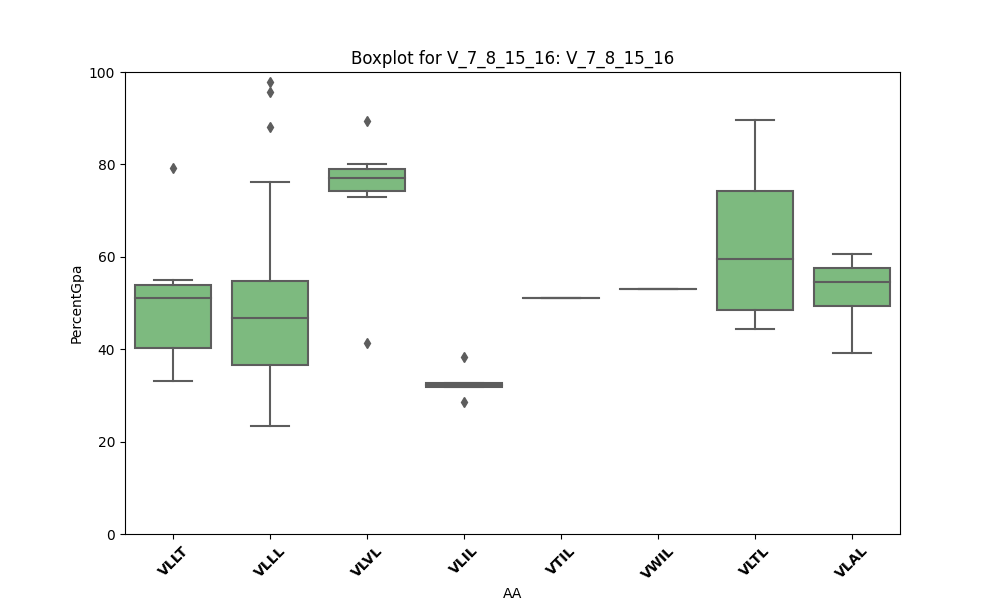 Boxplot for V_7_8_15_16: V_7_8_15_16
PercentGpa
100
80
60
40
20
0
VLLT
VLLL
VLVL
VLIL
VTIL
VWIL
VLTL
VLAL
AA